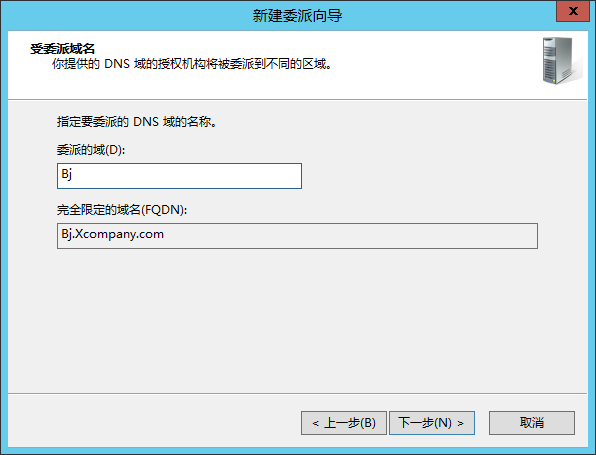 新建委派向导
x
受委派域名
你提供的 DNS 域的授权机构将被委派到不同的区域。
指定要委派的 DNS 域的名称。
委派的域(D):
Bj
完全限定的域名(FQDN):
Bj.Xcompany.com
< 上一步(B) 下一步(N) > 取消